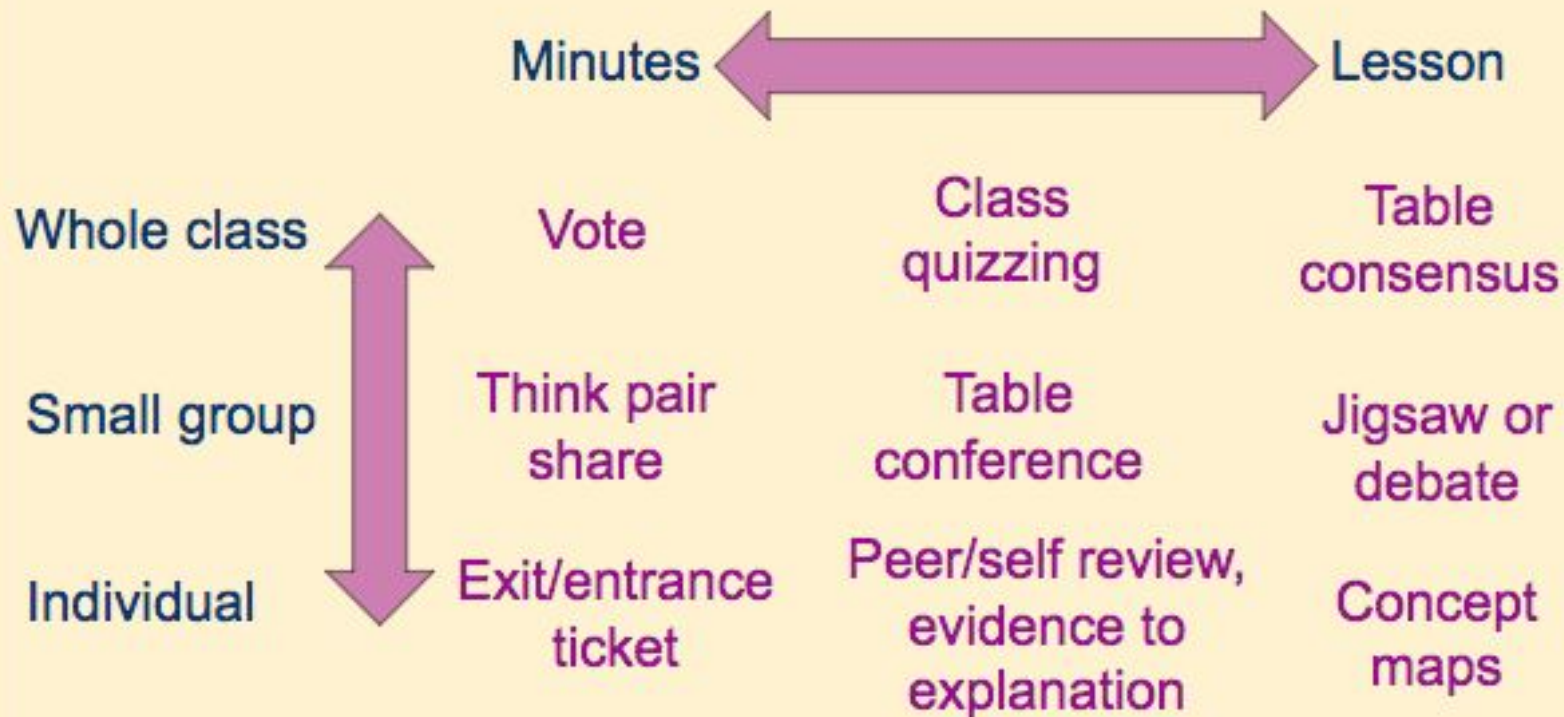 Minutes Lesson
Whole class Vote Class quizzing Table consensus
Small group Think pair share Table conference Jigsaw or debate
Individual Exit/entrance ticket Peer/self review, evidence to explanation Concept maps